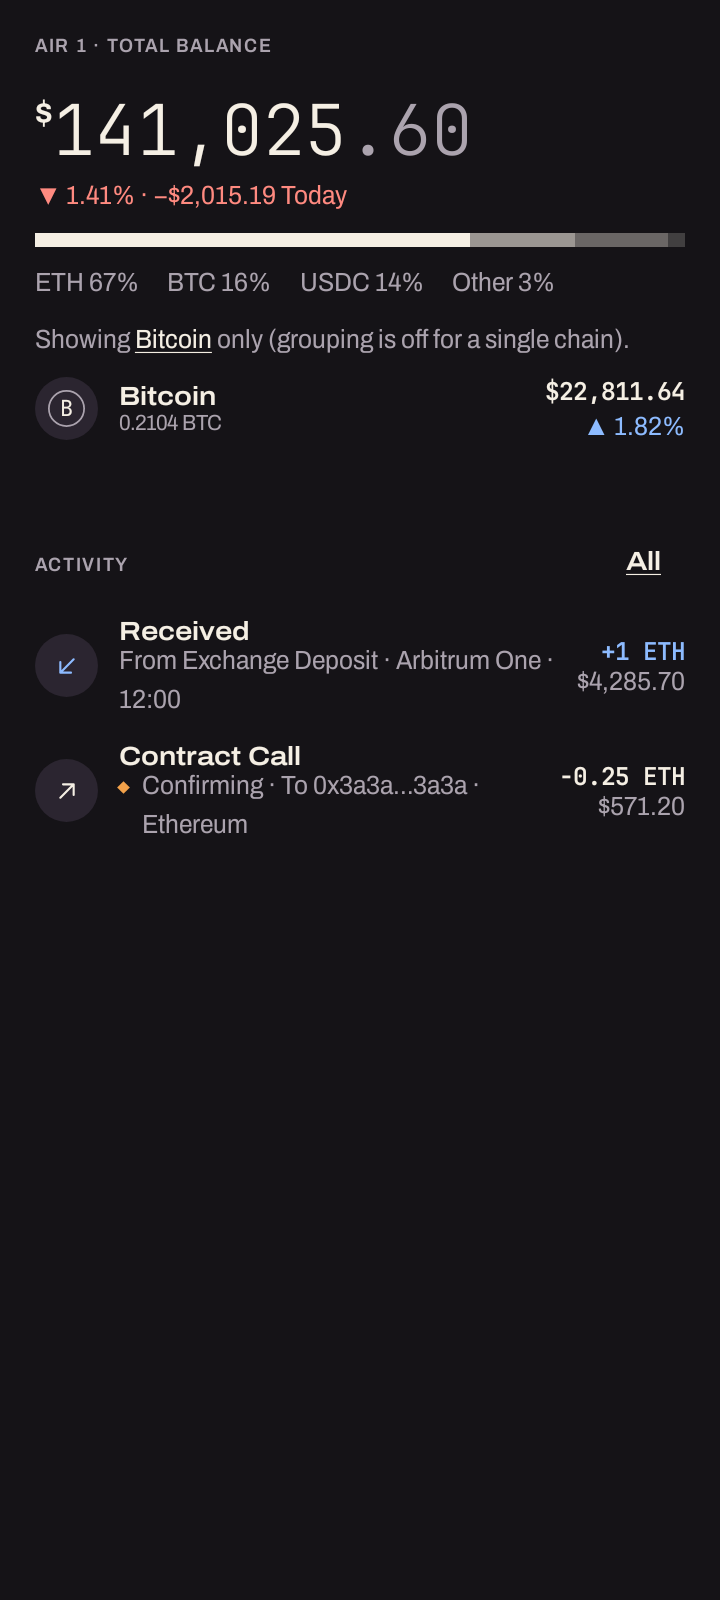 AIR 1 · TOTAL BALANCE
$141,025.60
▼ 1.41% · −$2,015.19 Today
ETH 67% BTC 16% USDC 14% Other 3%
Showing Bitcoin only (grouping is off for a single chain).
B
Bitcoin
$22,811.64
0.2104 BTC
▲ 1.82%
ACTIVITY
All
Received
From Exchange Deposit · Arbitrum One ·
12:00
+1 ETH
$4,285.70
Contract Call
Confirming · To 0x3a3a...3a3a ·
Ethereum
-0.25 ETH
$571.20